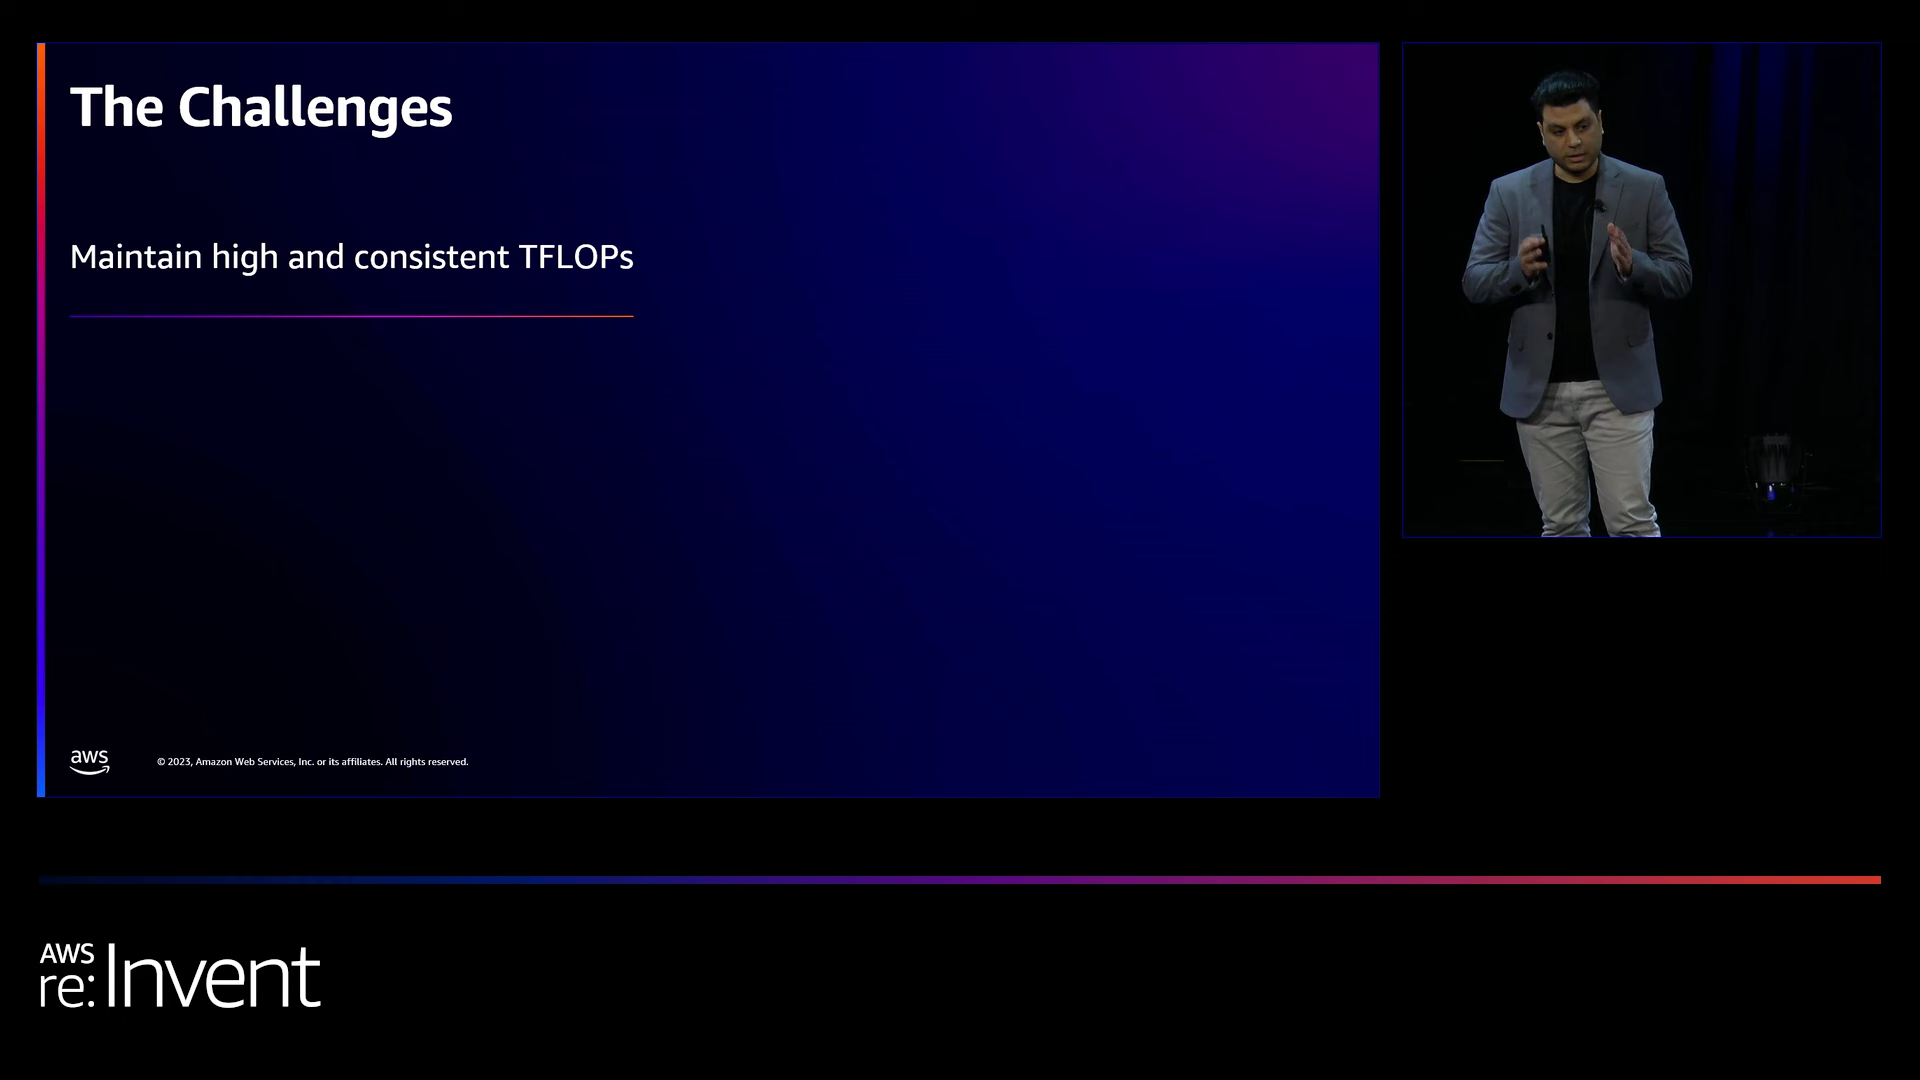 The Challenges
Maintain high and consistent TFLOPs
aws
© 2023, Amazon Web Services, Inc. or its affiliates. All rights reserved.
AWS
re:Invent